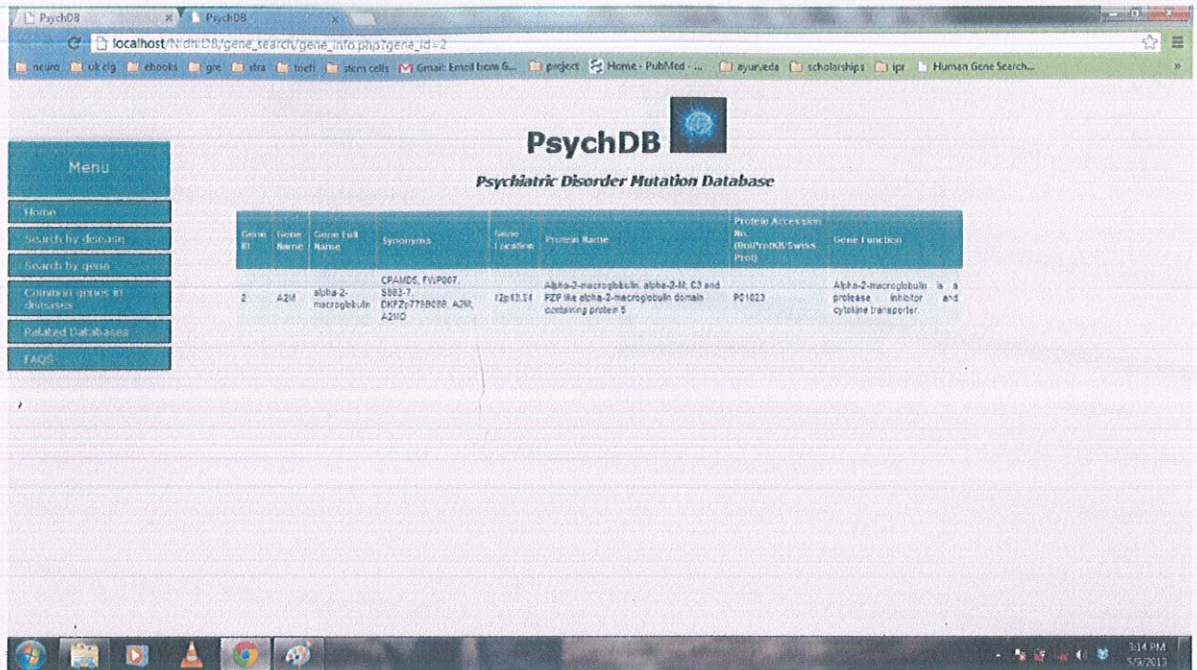 PsychDB
PsychDB
localhost/NidhiDB/gene_search/gene_info.php?gene_id=2
neuro uk clg ebooks gre xtra toefl stem cells Gmail: Email from G... project Home - PubMed - ... ayurveda scholarships ipr Human Gene Search...
PsychDB
Psychiatric Disorder Mutation Database
Menu
Home
Search by disease
Search by gene
Common genes in
diseases
Related Databases
FAQS
Gene
ID
Gene
Name
Gene Full
Name
Synonyms
Gene
Location
Protein Name
Protein Accession
No.
(UniProtKB/Swiss
Prot)
Gene Function
2
A2M
alpha-2-
macroglobulin
CPAMD5, FWP007,
S863-7,
A2M,
A2MD
Alpha-2-macroglobulin, alpha-2-M; C3 and
PZP like alpha-2-macroglobulin domain
containing protein 5
P01023
Alpha-2-macroglobulin is a
protease inhibitor and
cytokine transporter.
3:14 PM
5/9/2013